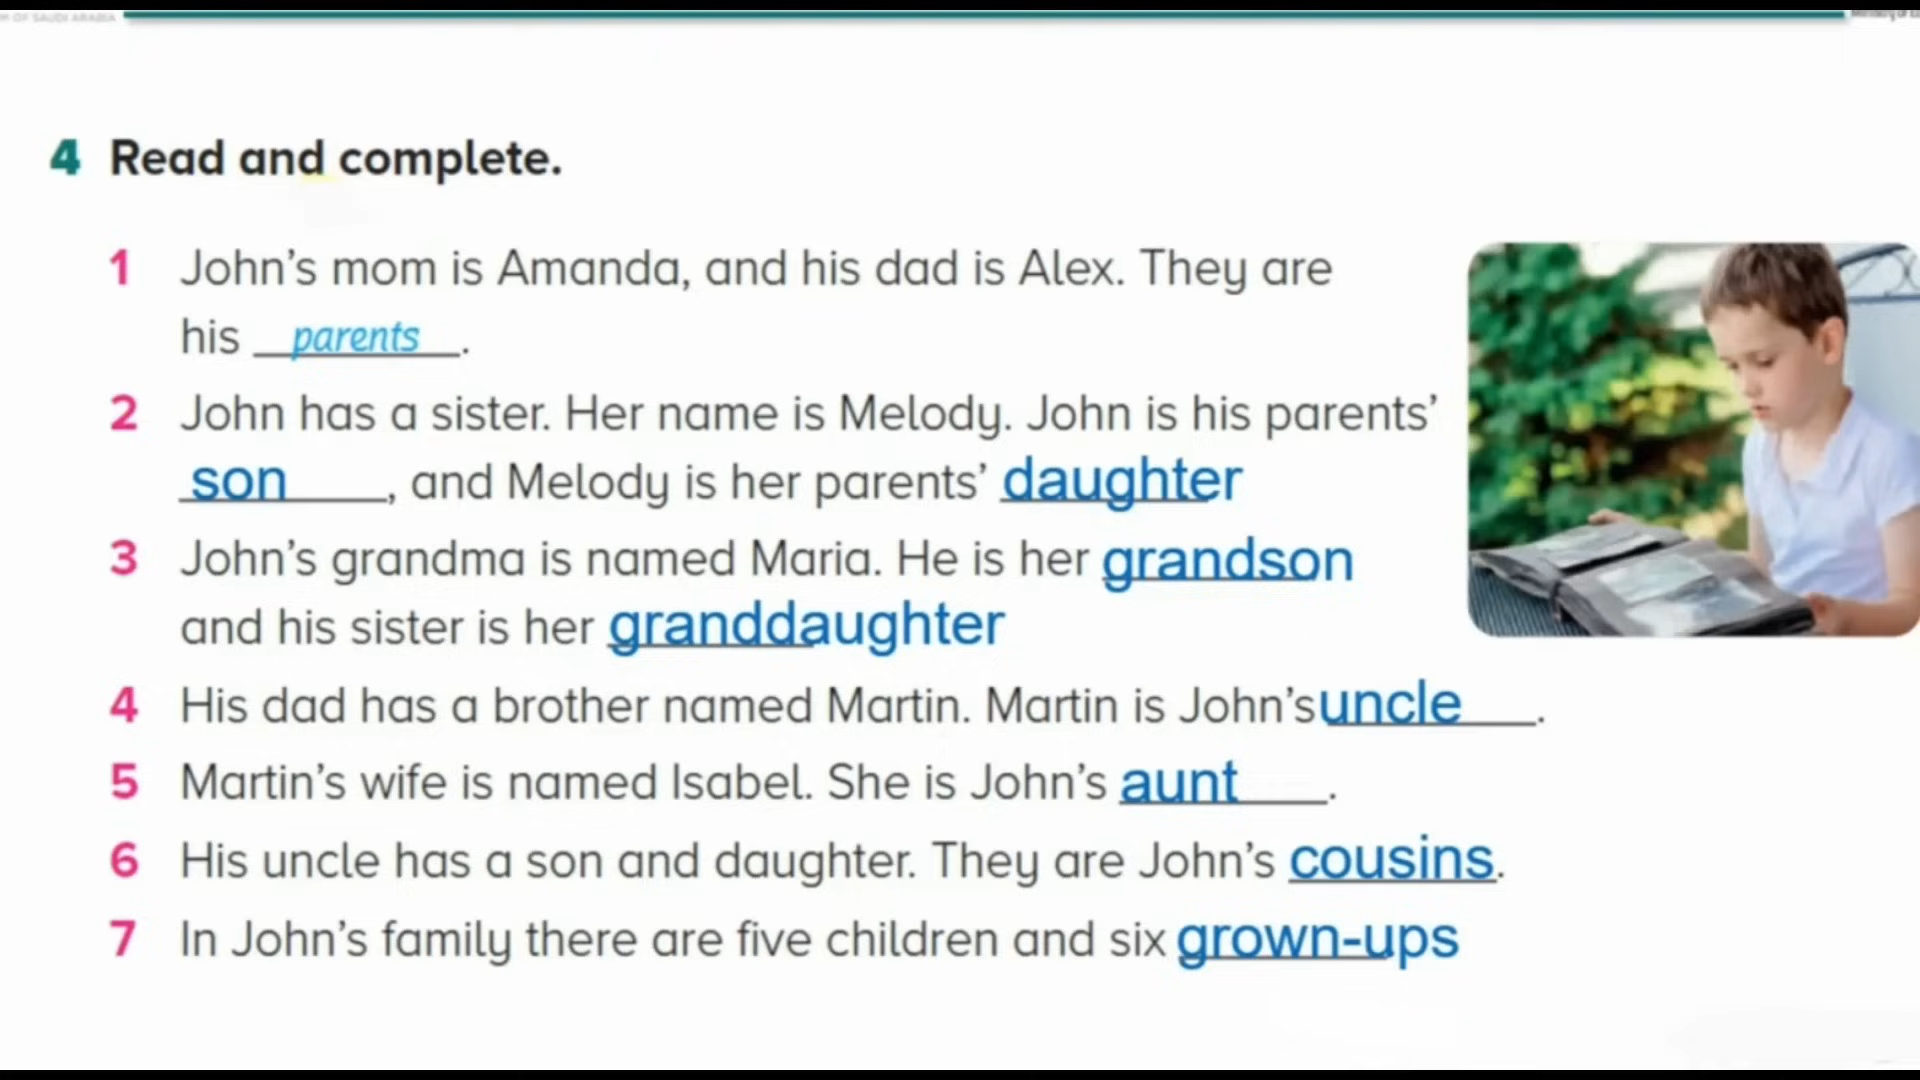 OF SAUDI ARABIA
4 Read and complete.
1 John's mom is Amanda, and his dad is Alex. They are
his parents.
2 John has a sister. Her name is Melody. John is his parents'
son, and Melody is her parents' daughter
3 John's grandma is named Maria. He is her grandson
and his sister is her granddaughter
4 His dad has a brother named Martin. Martin is John's uncle.
5 Martin's wife is named Isabel. She is John's aunt.
6 His uncle has a son and daughter. They are John's cousins.
7 In John's family there are five children and six grown-ups